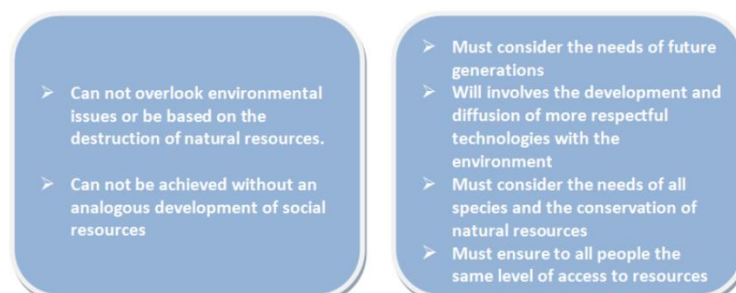 ➢ Can not overlook environmental
issues or be based on the
destruction of natural resources.
➢ Can not be achieved without an
analogous development of social
resources
➢ Must consider the needs of future
generations
➢ Will involves the development and
diffusion of more respectful
technologies with the
environment
➢ Must consider the needs of all
species and the conservation of
natural resources
➢ Must ensure to all people the
same level of access to resources